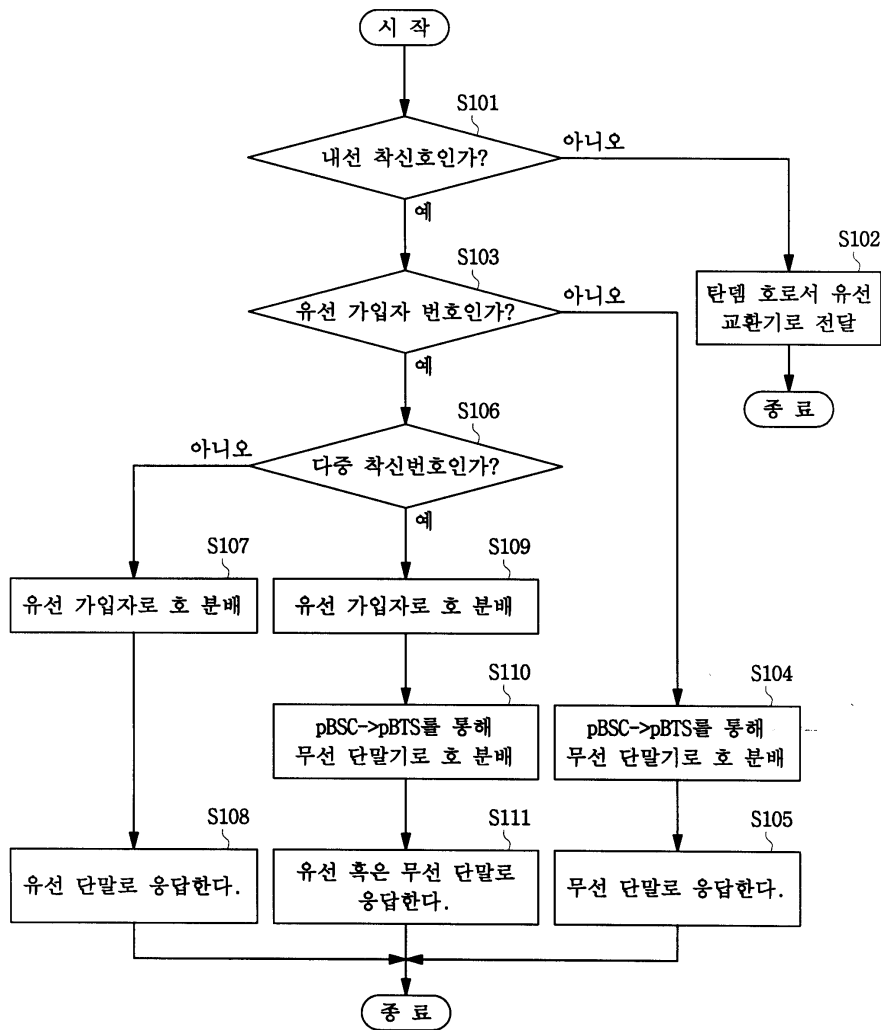 시 작
S101
내선 착신호인가?
아니오
예
S102
탄뎀 호로서 유선
교환기로 전달
종 료
S103
유선 가입자 번호인가?
아니오
예
S106
다중 착신번호인가?
아니오
예
S107
유선 가입자로 호 분배
S109
유선 가입자로 호 분배
S110
pBSC->pBTS를 통해
무선 단말기로 호 분배
S104
pBSC->pBTS를 통해
무선 단말기로 호 분배
S108
유선 단말로 응답한다.
S111
유선 혹은 무선 단말로
응답한다.
S105
무선 단말로 응답한다.
종 료